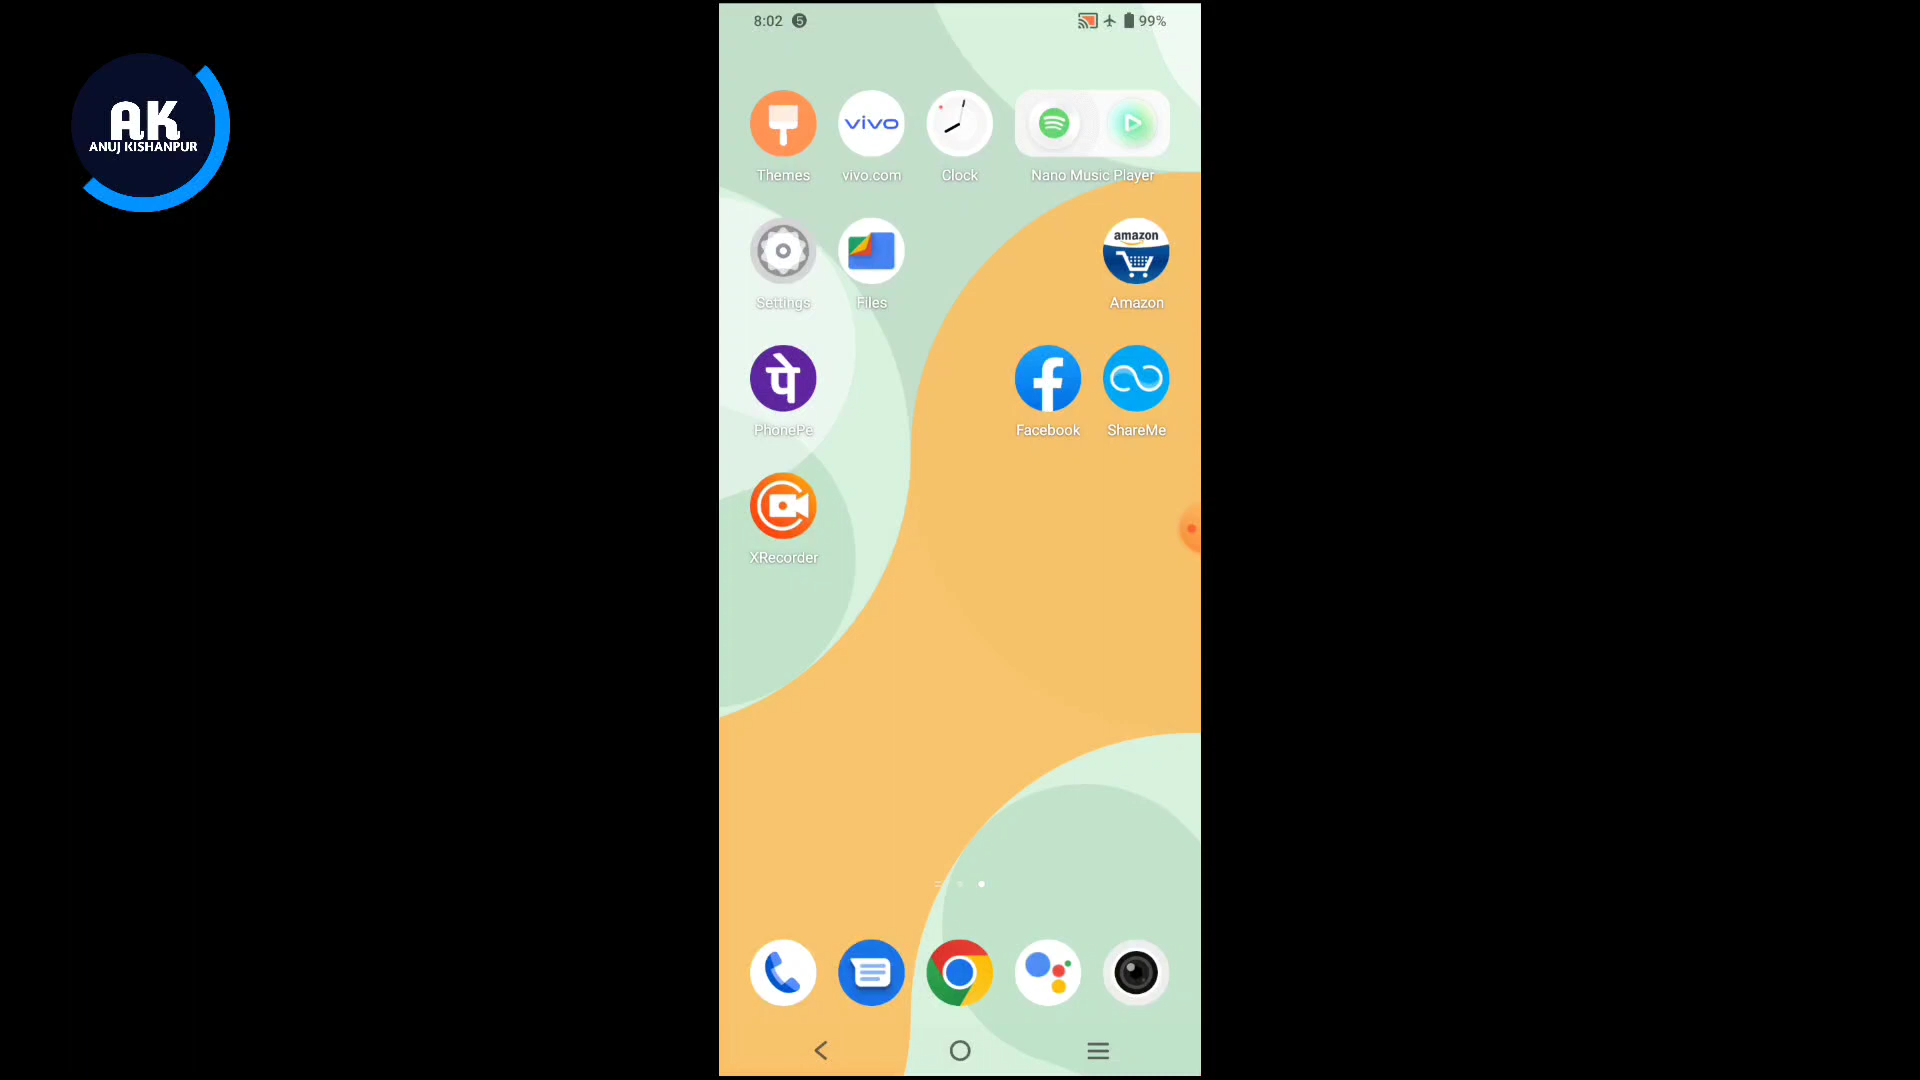 8:02 5 99%
AK
ANUJ KISHANPUR
vivo
Themes vivo.com Clock Nano Music Player
amazon
Settings Files Amazon
पे
PhonePe Facebook ShareMe
XRecorder